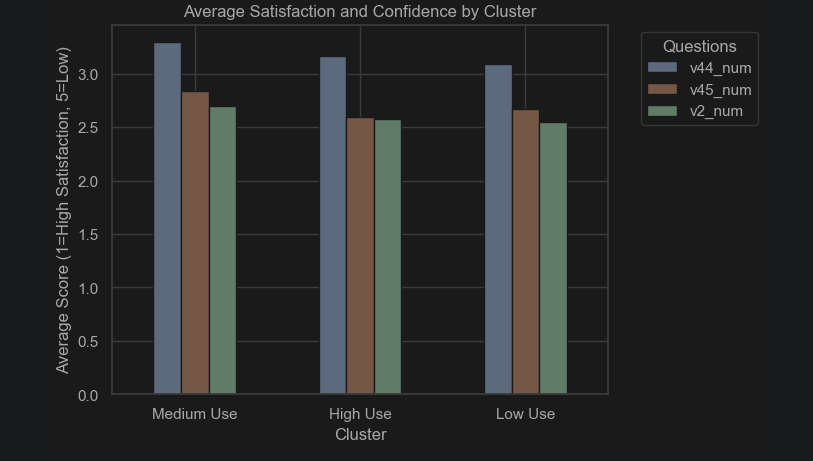 Average Satisfaction and Confidence by Cluster
Average Score (1=High Satisfaction, 5=Low)
3.0
2.5
2.0
1.5
1.0
0.5
0.0
Medium Use
High Use
Low Use
Cluster
Questions
v44_num
v45_num
v2_num